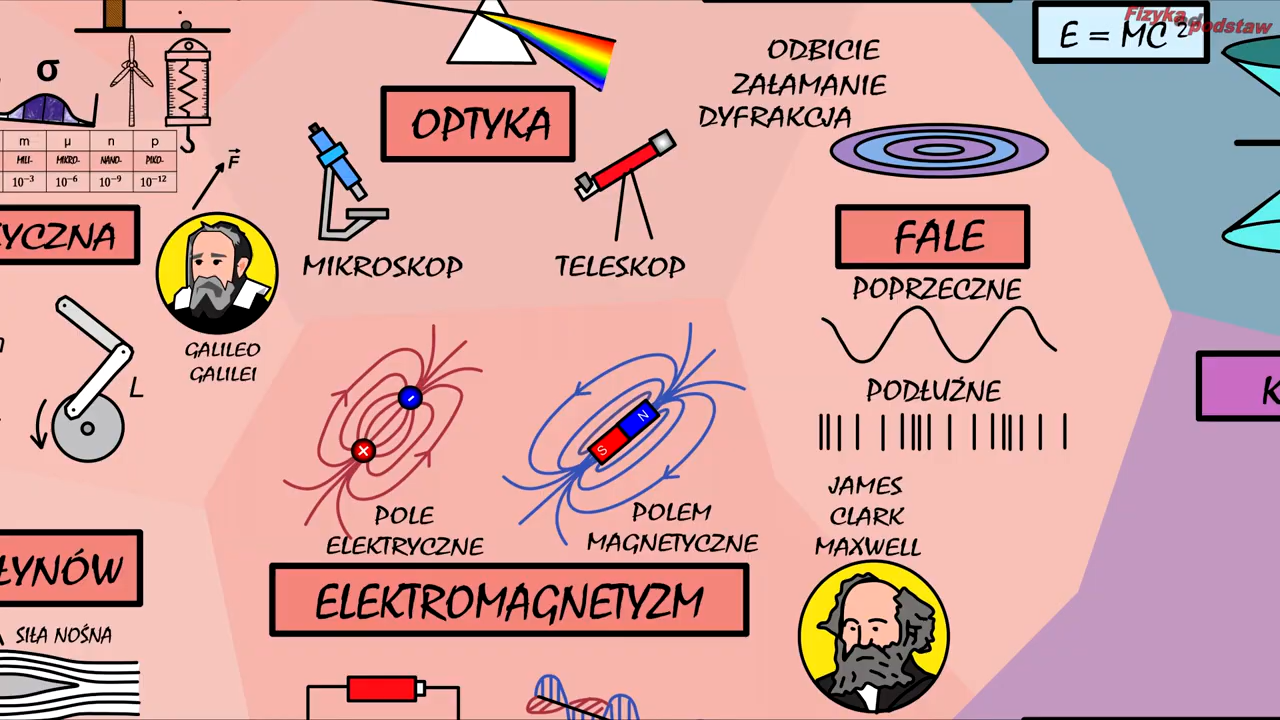 Fizyka od podstaw
E = MC²
σ
m μ n p
MILI- MIKRO- NANO- PIKO-
10⁻³ 10⁻⁶ 10⁻⁹ 10⁻¹²
F
YCZNA
GALILEO
GALILEI
L
OPTYKA
MIKROSKOP
TELESKOP
ODBICIE
ZAŁAMANIE
DYFRAKCJA
FALE
POPRZECZNE
PODŁUŻNE
JAMES
CLARK
MAXWELL
K
N
S
POLE
ELEKTRYCZNE
POLEM
MAGNETYCZNE
ELEKTROMAGNETYZM
ŁYNÓW
SIŁA NOŚNA